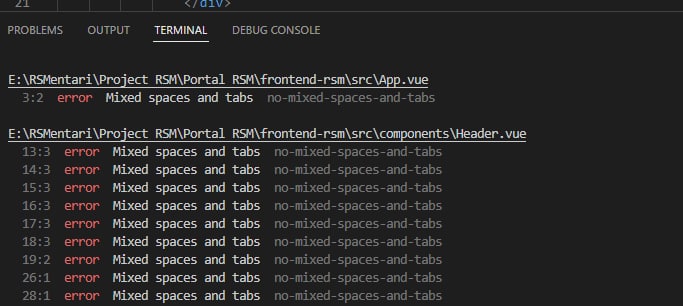 21 </div>
PROBLEMS OUTPUT TERMINAL DEBUG CONSOLE
E:\RSMentari\Project RSM\Portal RSM\frontend-rsm\src\App.vue
3:2 error Mixed spaces and tabs no-mixed-spaces-and-tabs
E:\RSMentari\Project RSM\Portal RSM\frontend-rsm\src\components\Header.vue
13:3 error Mixed spaces and tabs no-mixed-spaces-and-tabs
14:3 error Mixed spaces and tabs no-mixed-spaces-and-tabs
15:3 error Mixed spaces and tabs no-mixed-spaces-and-tabs
16:3 error Mixed spaces and tabs no-mixed-spaces-and-tabs
17:3 error Mixed spaces and tabs no-mixed-spaces-and-tabs
18:3 error Mixed spaces and tabs no-mixed-spaces-and-tabs
19:2 error Mixed spaces and tabs no-mixed-spaces-and-tabs
26:1 error Mixed spaces and tabs no-mixed-spaces-and-tabs
28:1 error Mixed spaces and tabs no-mixed-spaces-and-tabs